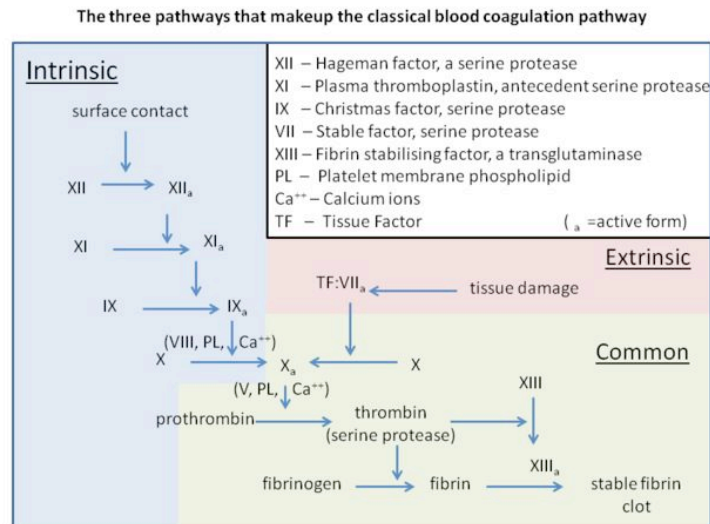 The three pathways that makeup the classical blood coagulation pathway
Intrinsic
XII – Hageman factor, a serine protease
XI – Plasma thromboplastin, antecedent serine protease
IX – Christmas factor, serine protease
VII – Stable factor, serine protease
XIII – Fibrin stabilising factor, a transglutaminase
PL – Platelet membrane phospholipid
Ca⁺⁺ – Calcium ions
TF – Tissue Factor ( ₐ =active form)
surface contact
XII XIIₐ
XI XIₐ
IX IXₐ
Extrinsic
TF:VIIₐ tissue damage
Common
(VIII, PL, Ca⁺⁺)
X Xₐ X
(V, PL, Ca⁺⁺)
XIII
prothrombin thrombin
(serine protease)
XIIIₐ
fibrinogen fibrin stable fibrin
clot